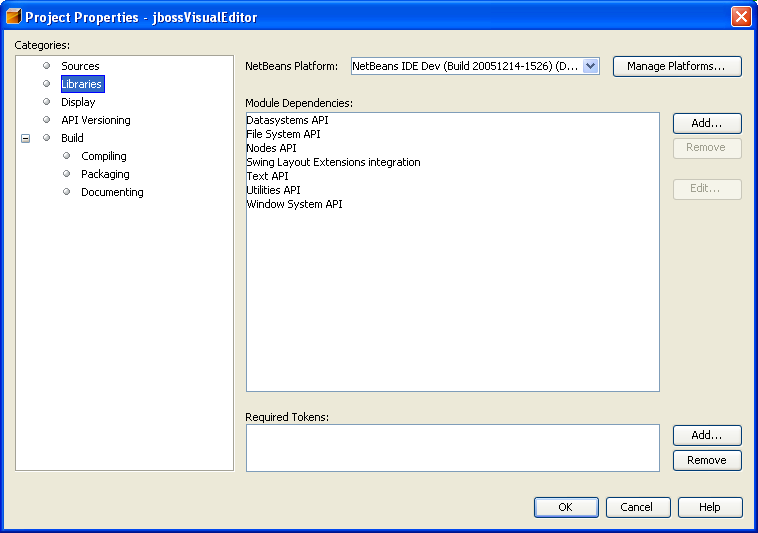 Project Properties - jbossVisualEditor
Categories:
Sources
Libraries
Display
API Versioning
Build
Compiling
Packaging
Documenting
NetBeans Platform: NetBeans IDE Dev (Build 20051214-1526) (D... Manage Platforms...
Module Dependencies:
Datasystems API
File System API
Nodes API
Swing Layout Extensions integration
Text API
Utilities API
Window System API
Add...
Remove
Edit...
Required Tokens:
Add...
Remove
OK Cancel Help